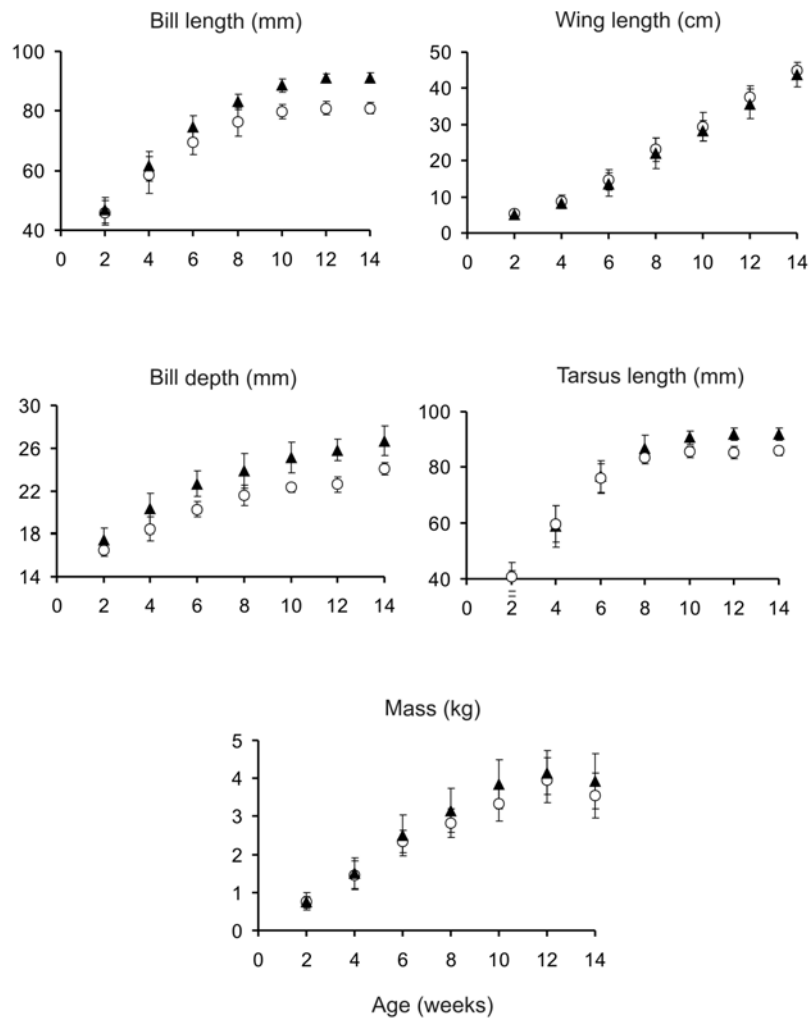 Bill length (mm)
100
80
60
40
0 2 4 6 8 10 12 14
Wing length (cm)
50
40
30
20
10
0
0 2 4 6 8 10 12 14
Bill depth (mm)
30
26
22
18
14
0 2 4 6 8 10 12 14
Tarsus length (mm)
100
80
60
40
0 2 4 6 8 10 12 14
Mass (kg)
5
4
3
2
1
0
0 2 4 6 8 10 12 14
Age (weeks)